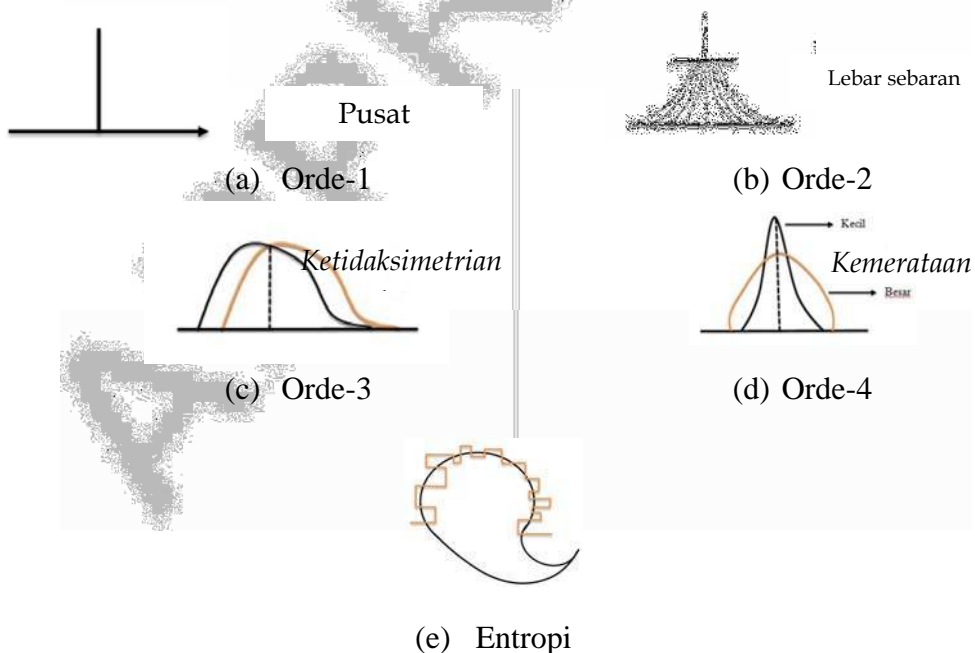 Pusat
Lebar sebaran
(a) Orde-1
(b) Orde-2
Ketidaksimetrian
Kecil
Kemerataan
Besar
(c) Orde-3
(d) Orde-4
(e) Entropi